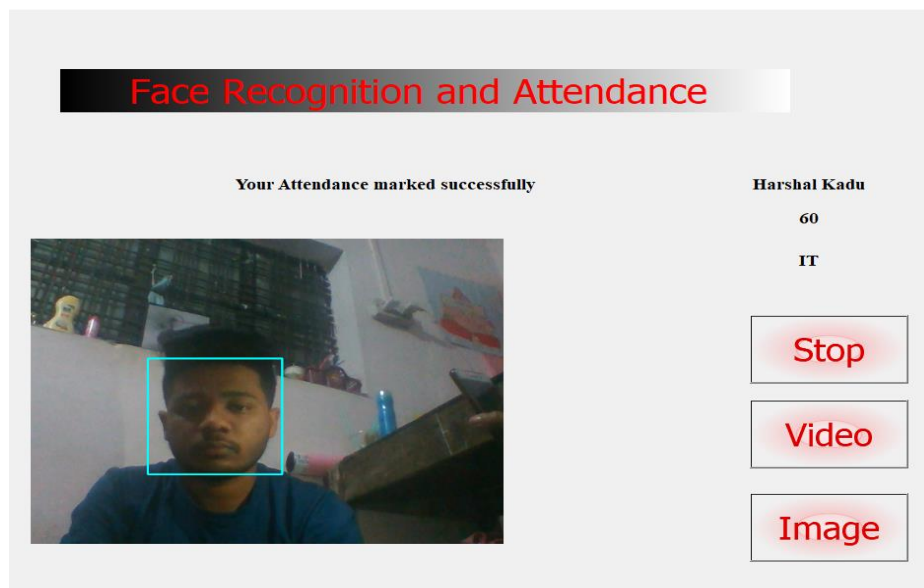 Face Recognition and Attendance
Your Attendance marked successfully
Harshal Kadu
60
IT
Stop
Video
Image